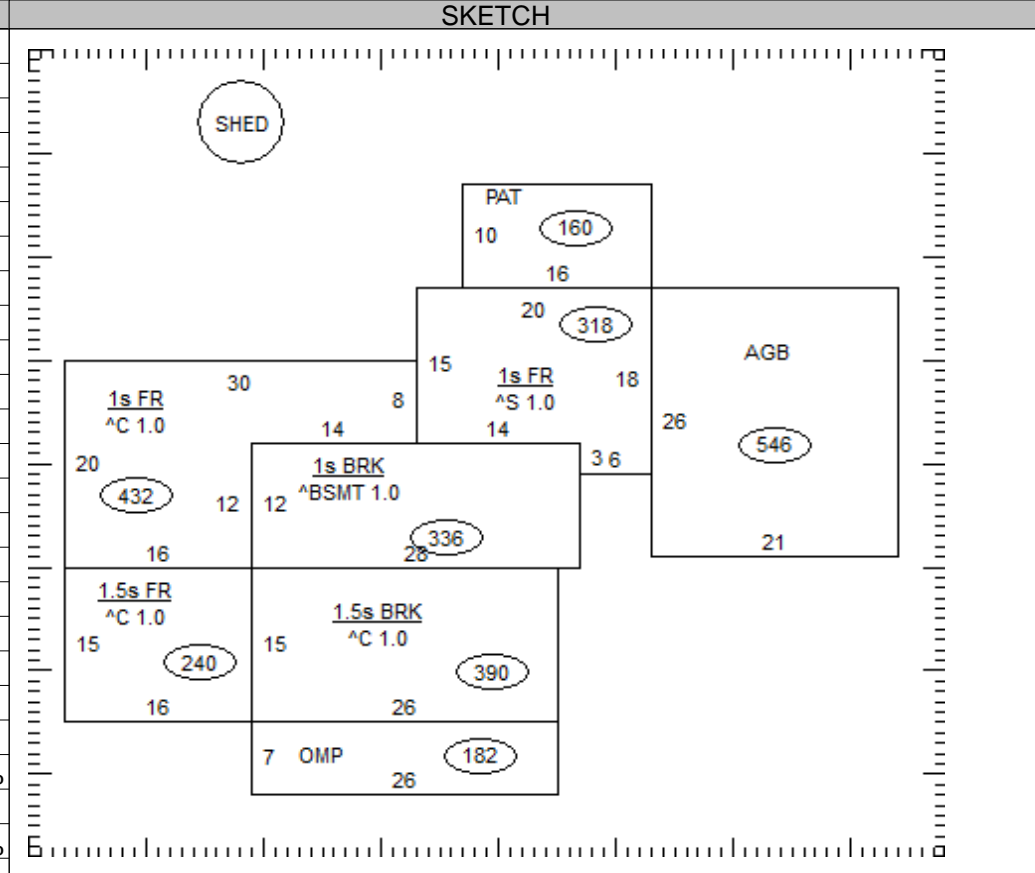 SKETCH
SHED
PAT
10
160
16
20
318
15
1s FR
^S 1.0
18
14
3 6
AGB
26
546
21
30
1s FR
^C 1.0
8
14
20
432
12
16
1s BRK
12
^BSMT 1.0
336
28
1.5s FR
^C 1.0
15
240
16
1.5s BRK
^C 1.0
15
390
26
7 OMP
182
26